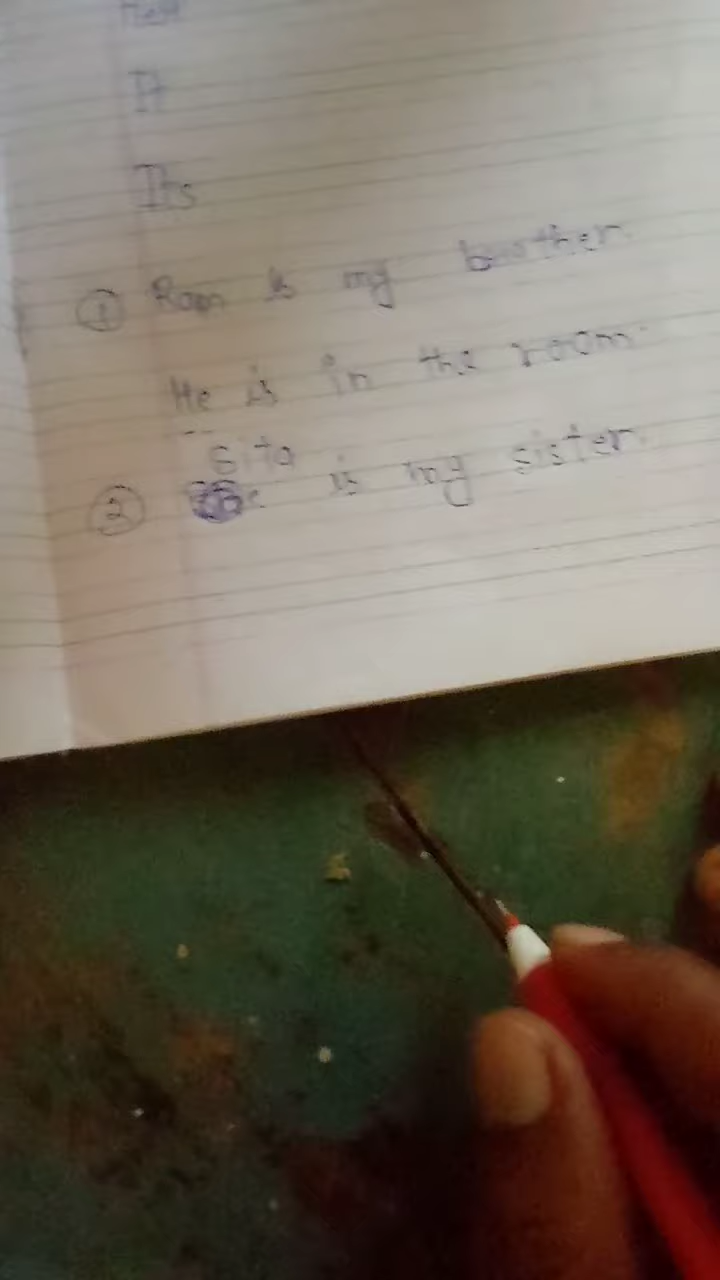 It
Its
① Ram is my brother.
He is in the room.
Sita
② is my sister.